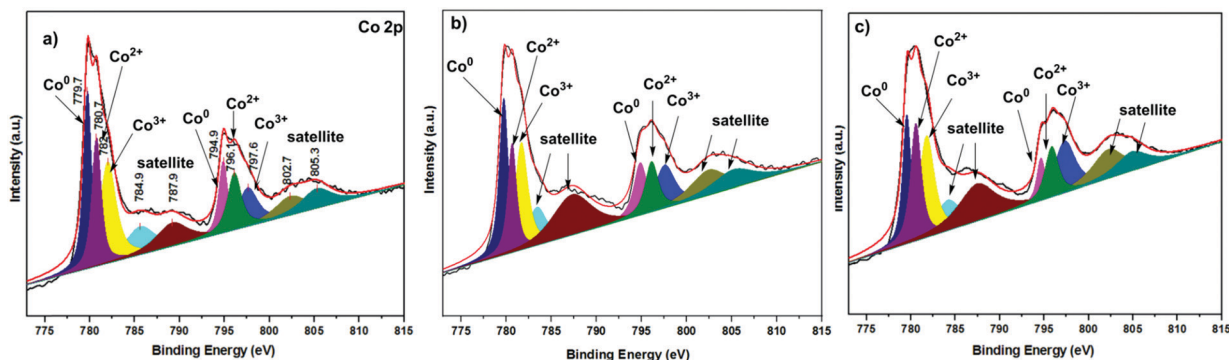 a)
Co 2p
Co²⁺
Co⁰
779.7
780.7
782
Co³⁺
satellite
784.9
787.9
Co⁰
Co²⁺
Co³⁺
satellite
794.9
796.1
797.6
802.7
805.3
Intensity (a.u.)
775 780 785 790 795 800 805 810 815
Binding Energy (eV)
b)
Co²⁺
Co⁰
Co³⁺
satellite
Co⁰
Co²⁺
Co³⁺
satellite
Intensity (a.u.)
775 780 785 790 795 800 805 810 815
Binding Energy (eV)
c)
Co²⁺
Co⁰
Co³⁺
satellite
Co⁰
Co²⁺
Co³⁺
satellite
Intensity (a.u.)
775 780 785 790 795 800 805 810 815
Binding Energy (eV)